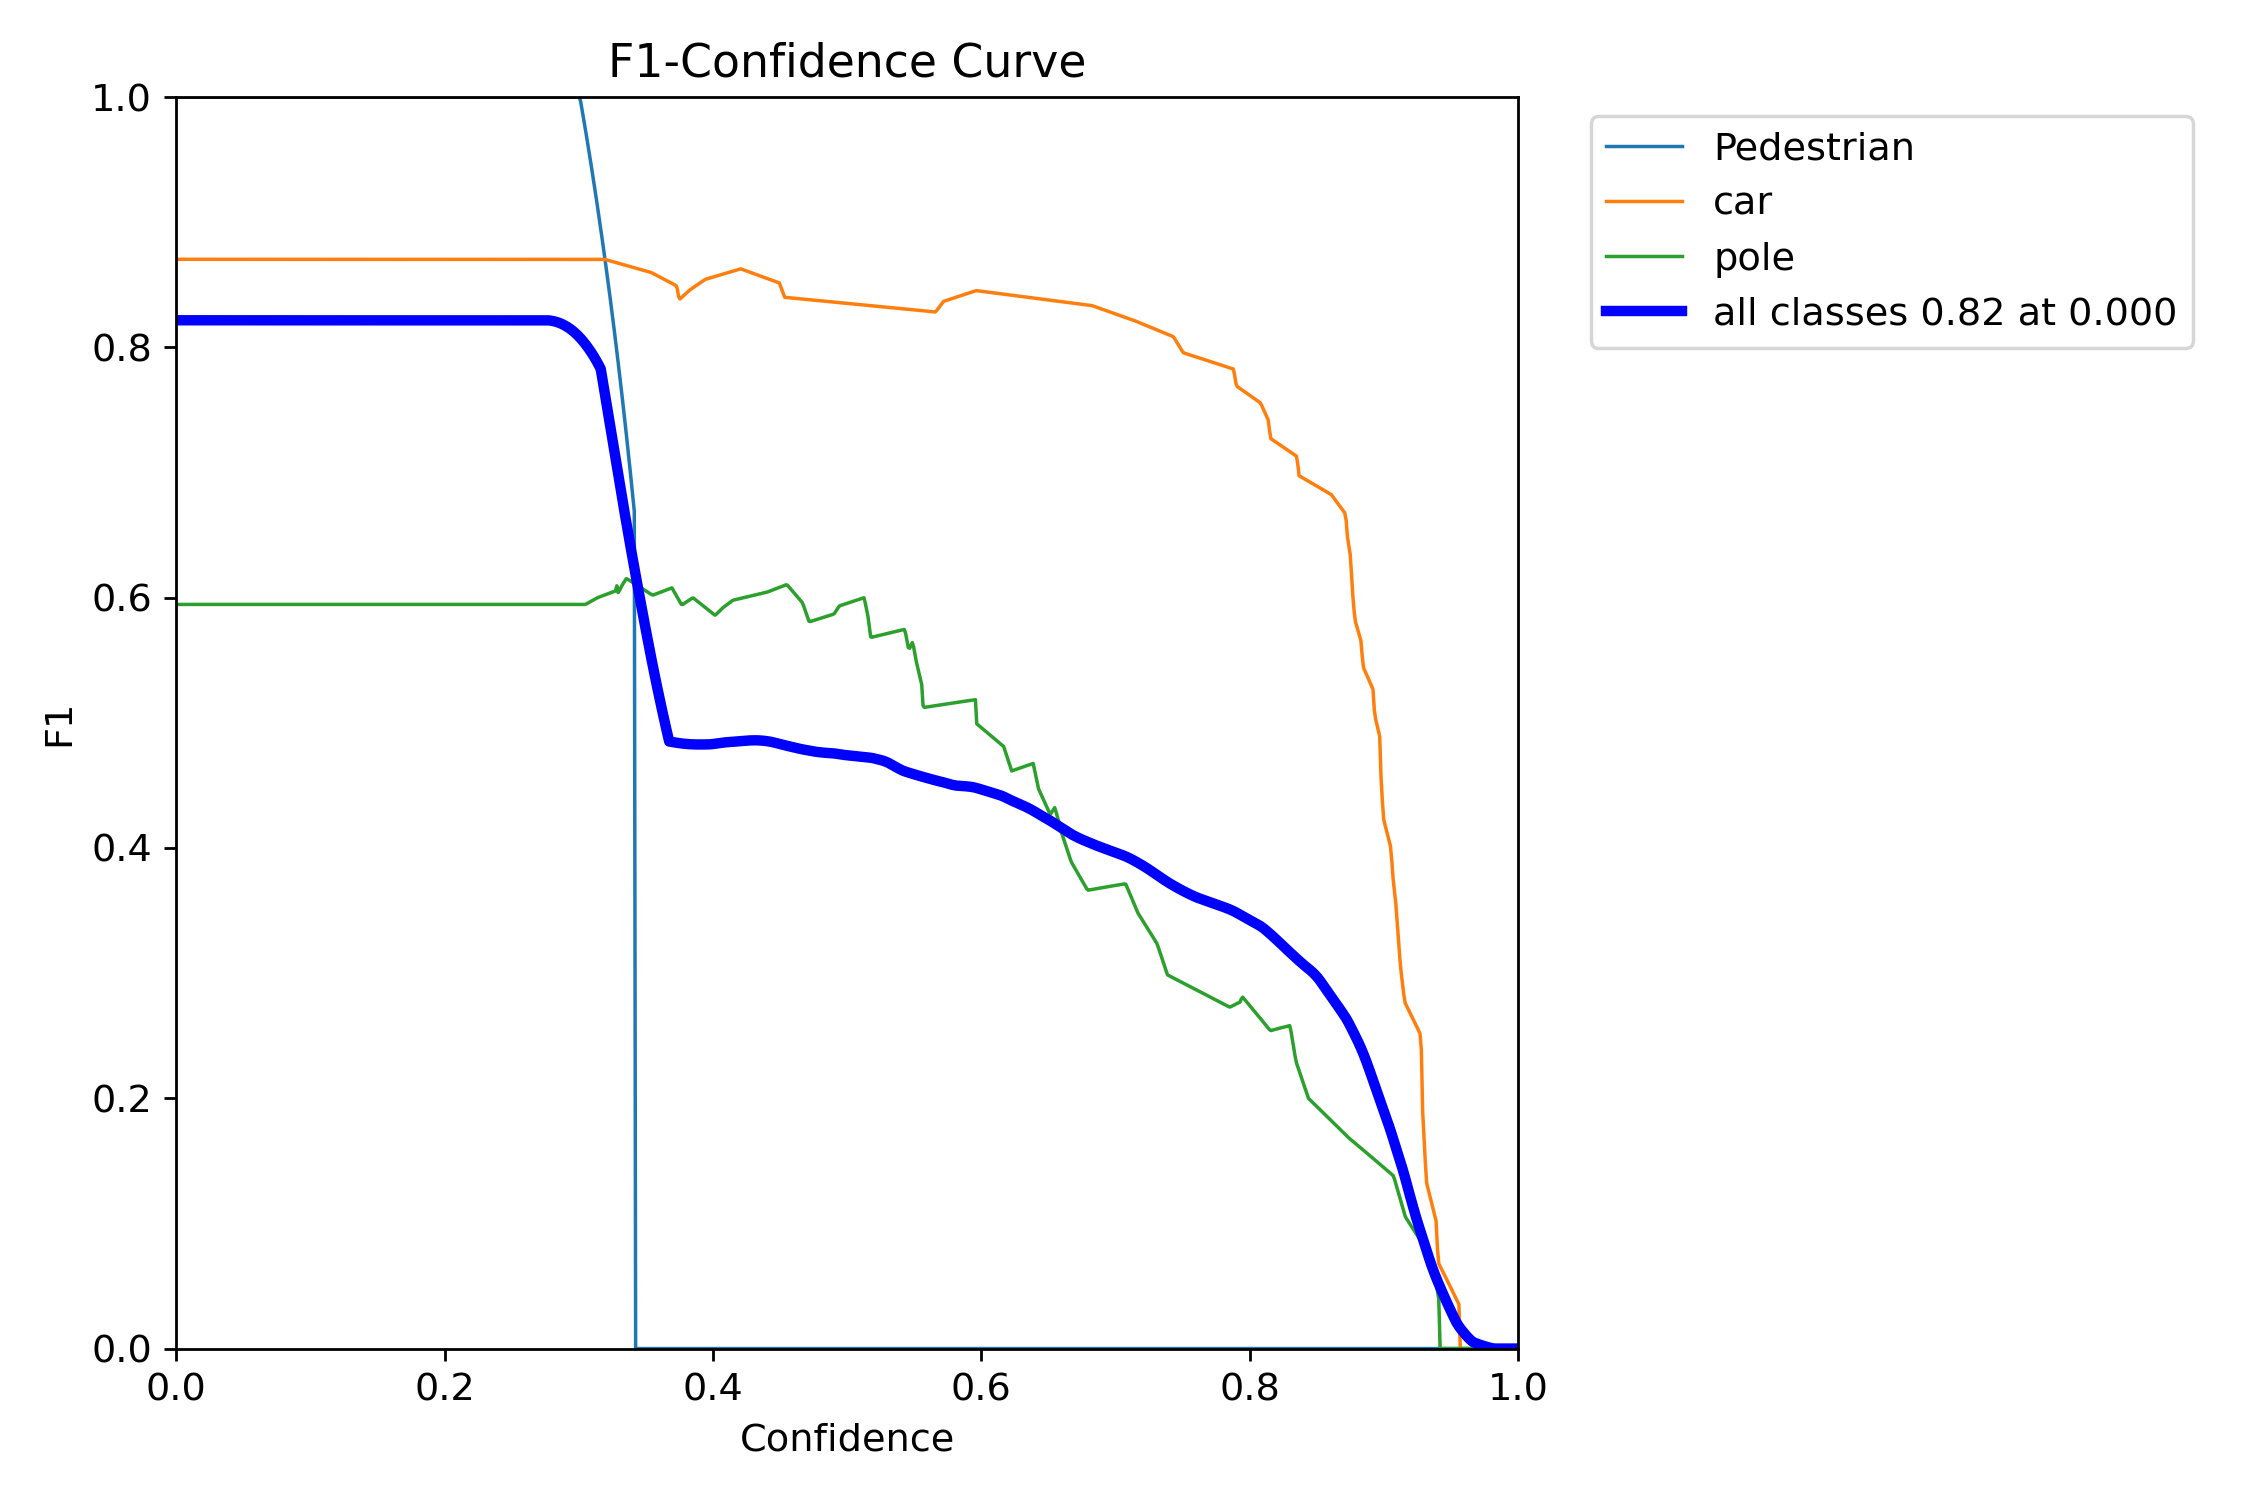 F1-Confidence Curve
1.0
0.8
0.6
0.4
0.2
0.0
F1
0.0 0.2 0.4 0.6 0.8 1.0
Confidence
Pedestrian
car
pole
all classes 0.82 at 0.000